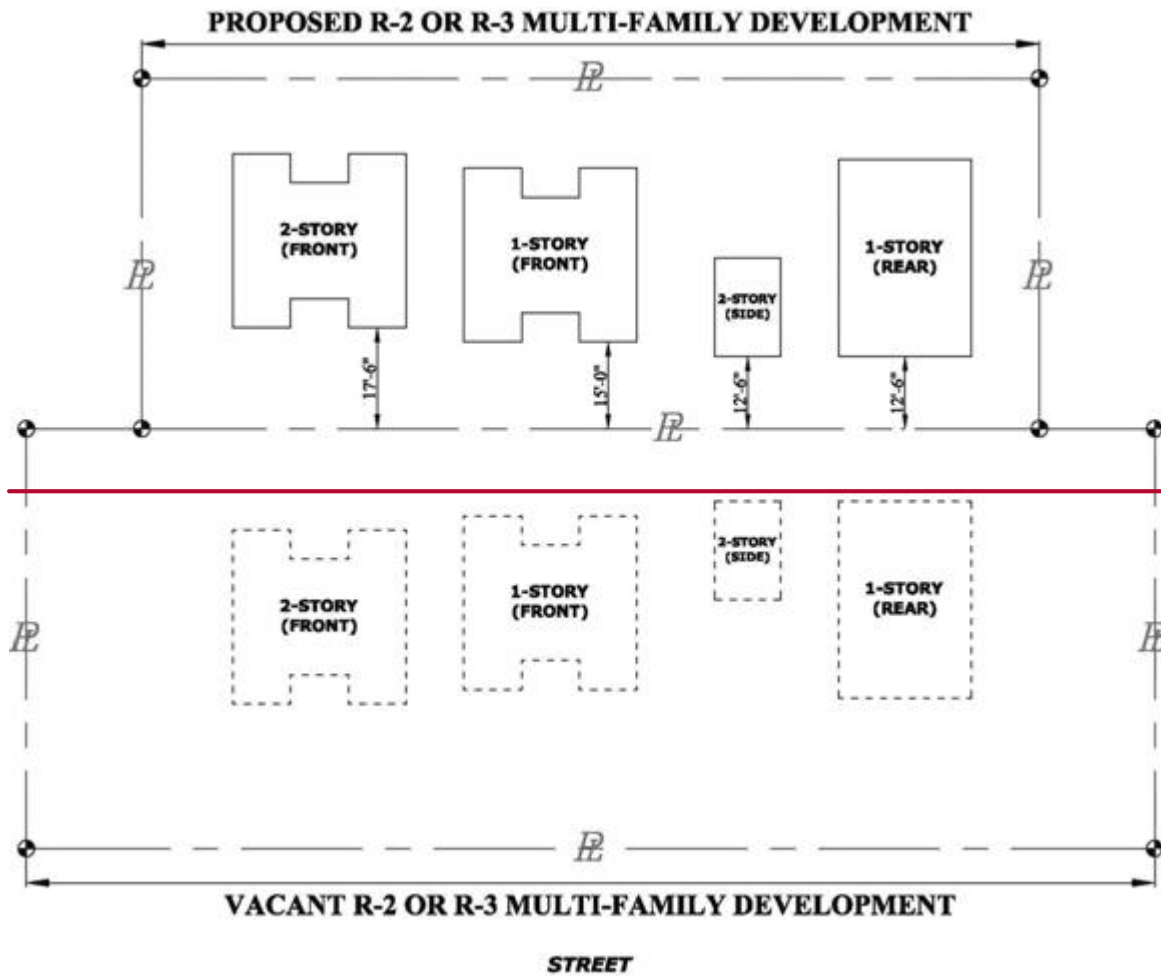 PROPOSED R-2 OR R-3 MULTI-FAMILY DEVELOPMENT
PL
2-STORY
(FRONT)
1-STORY
(FRONT)
2-STORY
(SIDE)
1-STORY
(REAR)
PL
PL
17'-6"
15'-0"
12'-6"
12'-6"
PL
2-STORY
(FRONT)
1-STORY
(FRONT)
2-STORY
(SIDE)
1-STORY
(REAR)
PL
PL
PL
VACANT R-2 OR R-3 MULTI-FAMILY DEVELOPMENT
STREET